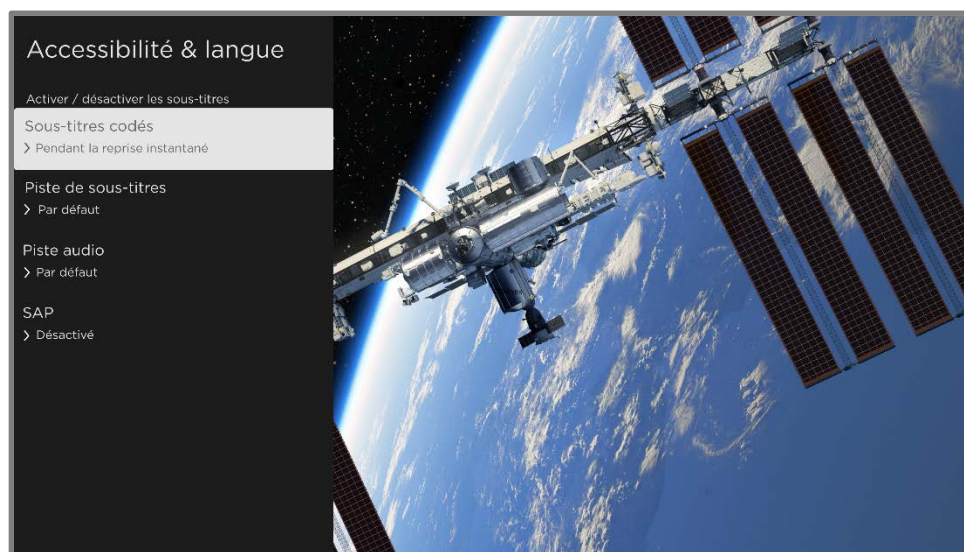 Accessibilité & langue
Activer / désactiver les sous-titres
Sous-titres codés
> Pendant la reprise instantané
Piste de sous-titres
> Par défaut
Piste audio
> Par défaut
SAP
> Désactivé